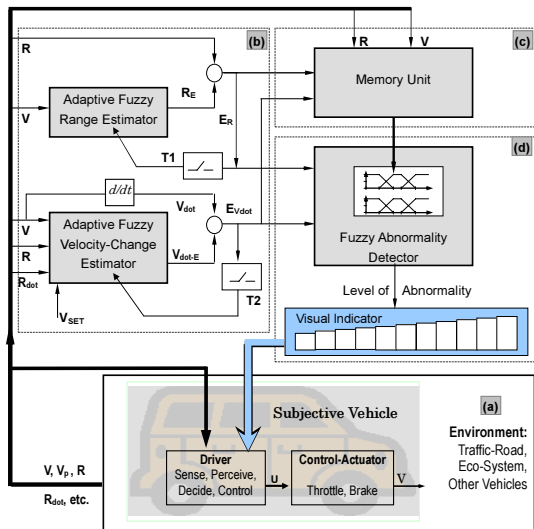 (b)
R
V
(c)
R
R_E
Adaptive Fuzzy
Range Estimator
V
E_R
T1
Memory Unit
(d)
d/dt
V_dot
E_Vdot
V
Adaptive Fuzzy
Velocity-Change
Estimator
R
R_dot
V_dot-E
T2
V_SET
Fuzzy Abnormality
Detector
Level of Abnormality
Visual Indicator
(a)
Subjective Vehicle
Environment:
Traffic-Road,
Eco-System,
Other Vehicles
Driver
Sense, Perceive,
Decide, Control
U
Control-Actuator
Throttle, Brake
V
V, V_p , R
R_dot, etc.